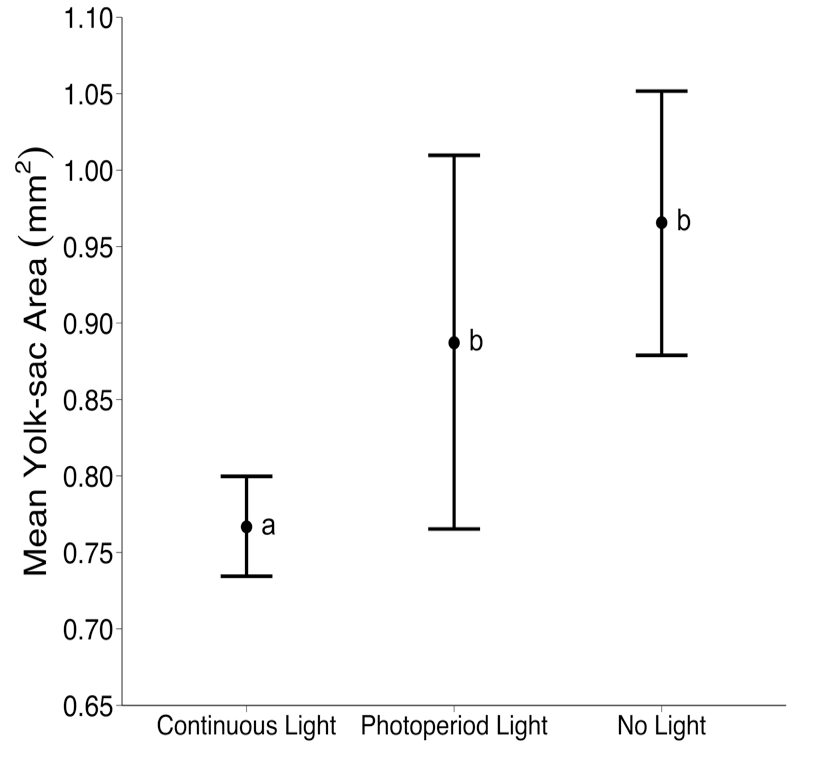 Mean Yolk-sac Area (mm²)
1.10
1.05
1.00
0.95
0.90
0.85
0.80
0.75
0.70
0.65
a
b
b
Continuous Light
Photoperiod Light
No Light